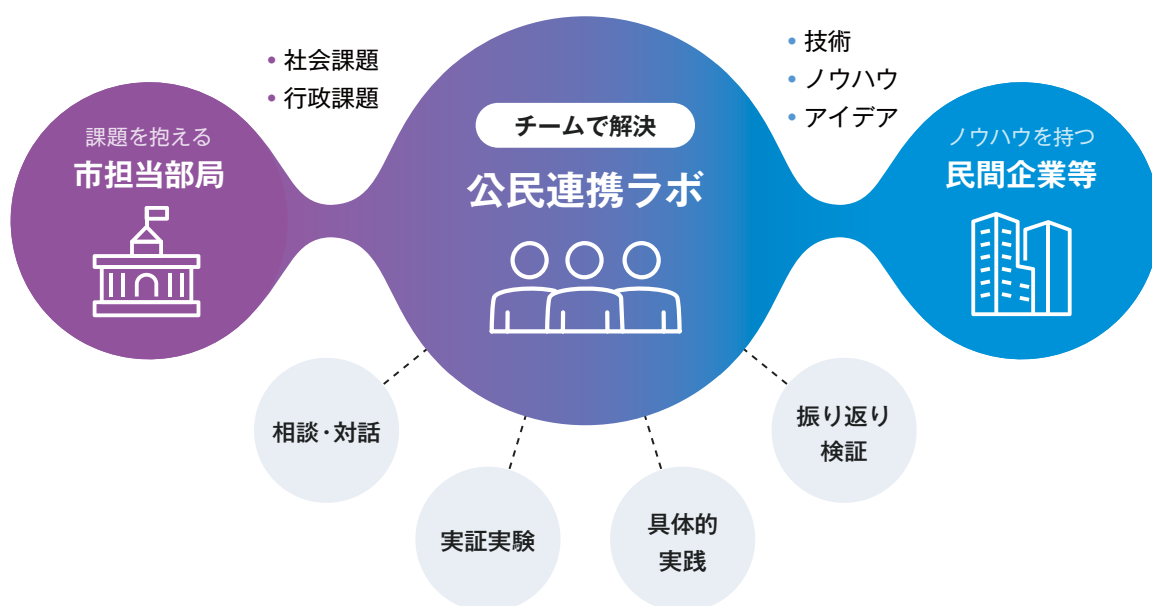 ・社会課題
・行政課題
・技術
・ノウハウ
・アイデア
課題を抱える
市担当部局
チームで解決
公民連携ラボ
ノウハウを持つ
民間企業等
相談・対話
実証実験
具体的
実践
振り返り
検証